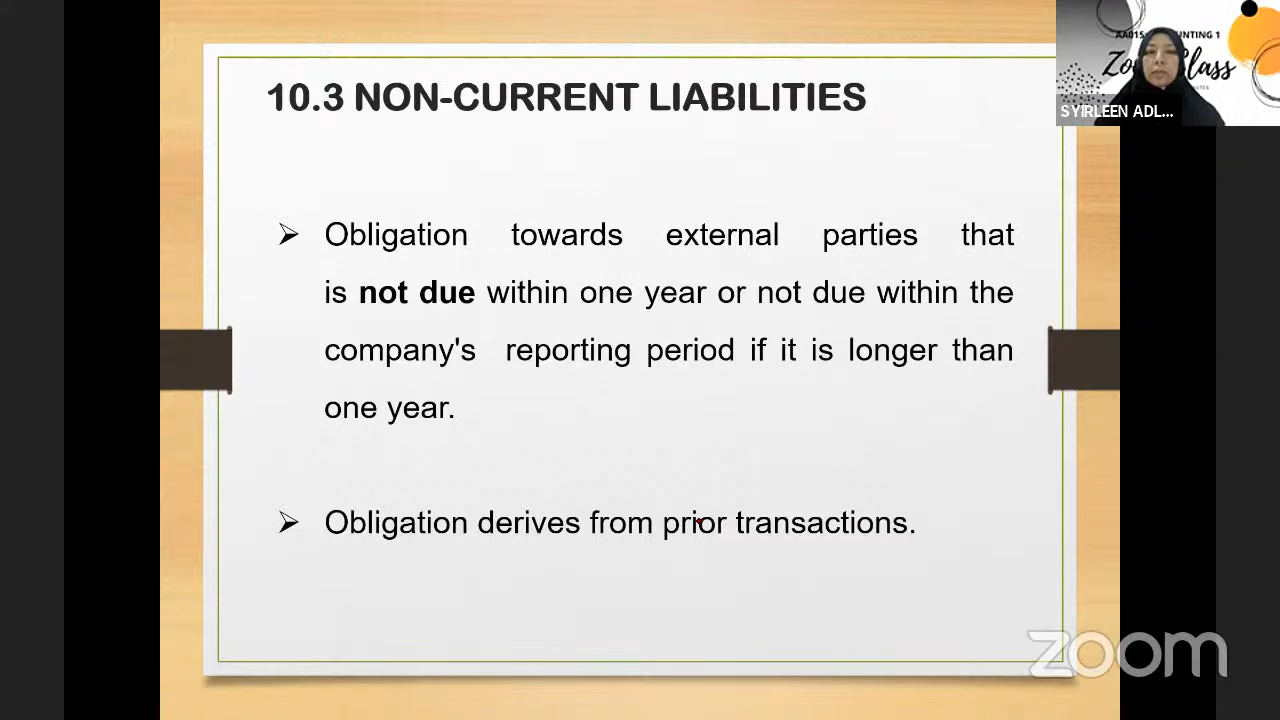 10.3 NON-CURRENT LIABILITIES
Obligation towards external parties that
is not due within one year or not due within the
company's reporting period if it is longer than
one year.
Obligation derives from prior transactions.
SYIRLEEN ADL...
zoom